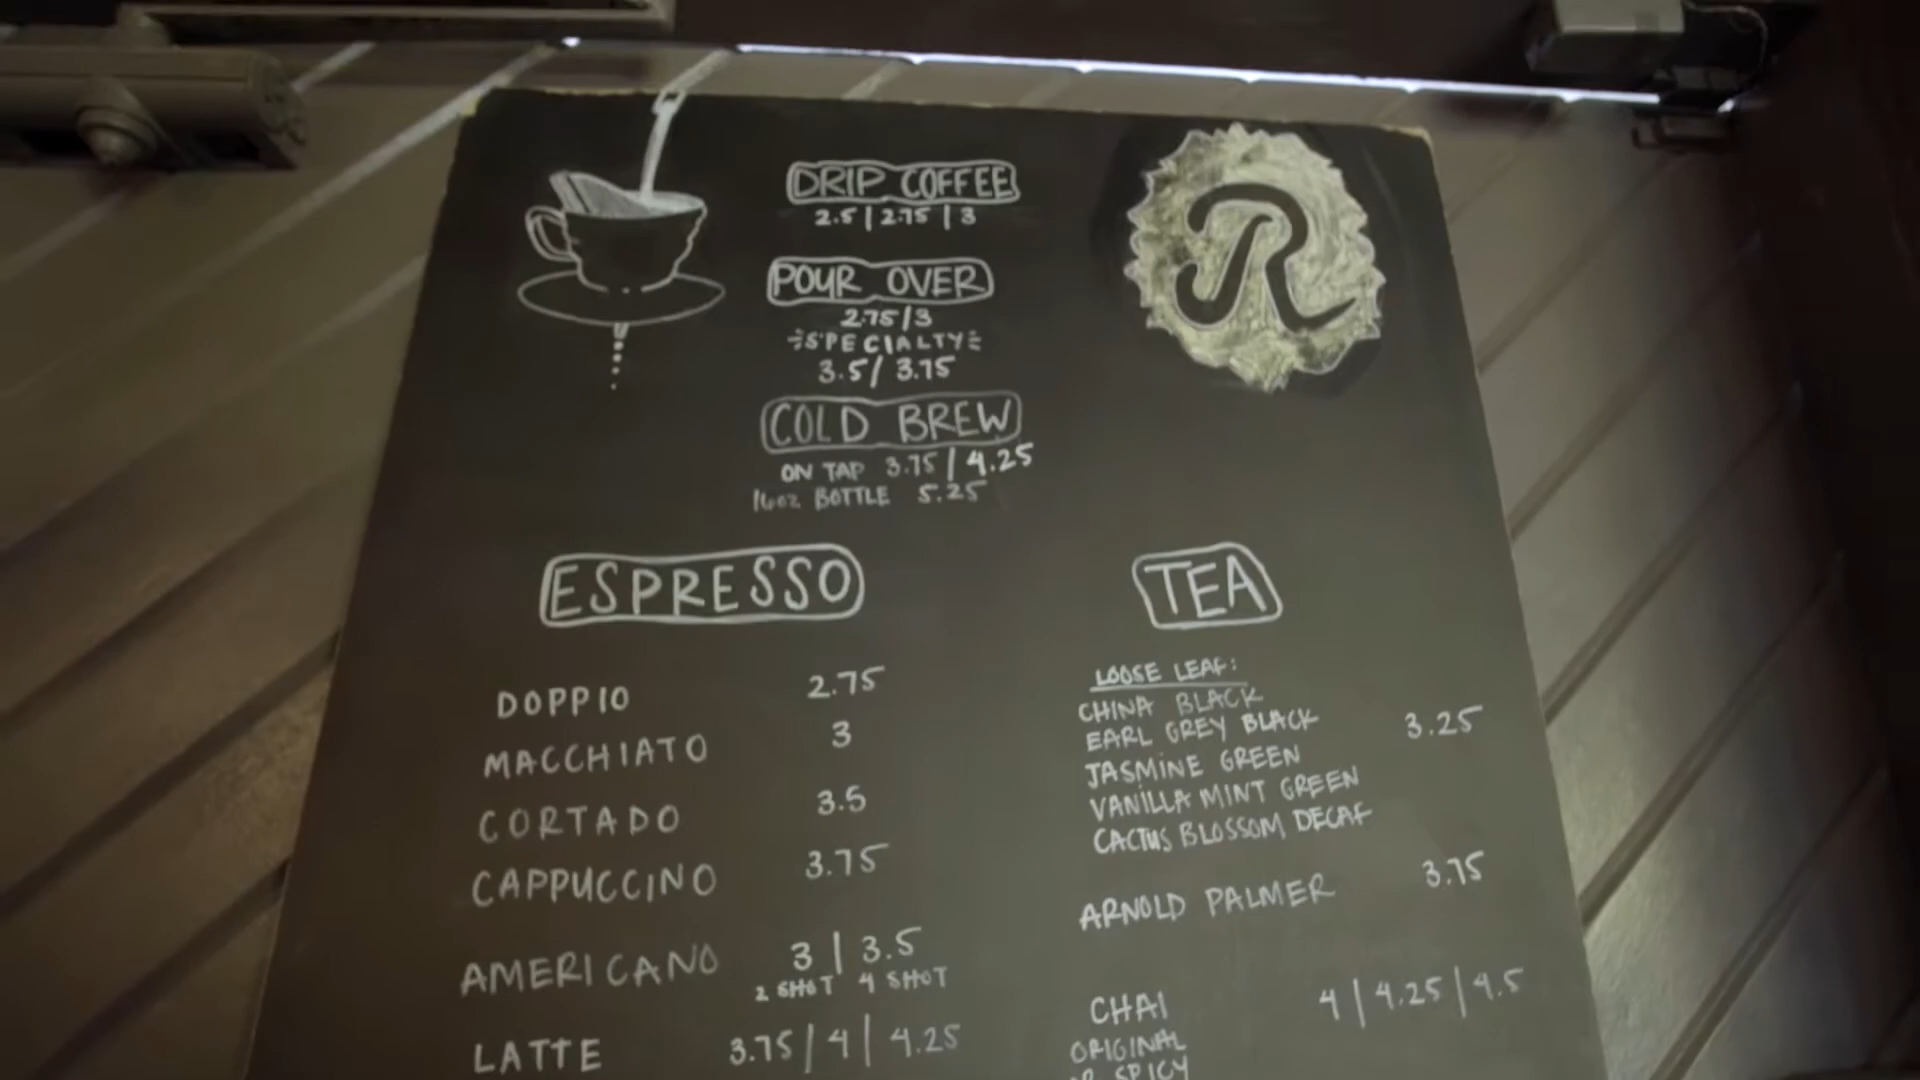 DRIP COFFEE
2.5 | 2.75 | 3
POUR OVER
2.75/3
SPECIALTY
3.5/ 3.75
COLD BREW
ON TAP 3.75 | 4.25
16oz BOTTLE 5.25
R
ESPRESSO
DOPPIO 2.75
MACCHIATO 3
CORTADO 3.5
CAPPUCCINO 3.75
AMERICANO 3 | 3.5
2 SHOT 4 SHOT
LATTE 3.75 | 4 | 4.25
TEA
LOOSE LEAF:
CHINA BLACK
EARL GREY BLACK 3.25
JASMINE GREEN
VANILLA MINT GREEN
CACTUS BLOSSOM DECAF
ARNOLD PALMER 3.75
CHAI 4 | 4.25 | 4.5
ORIGINAL
OR SPICY